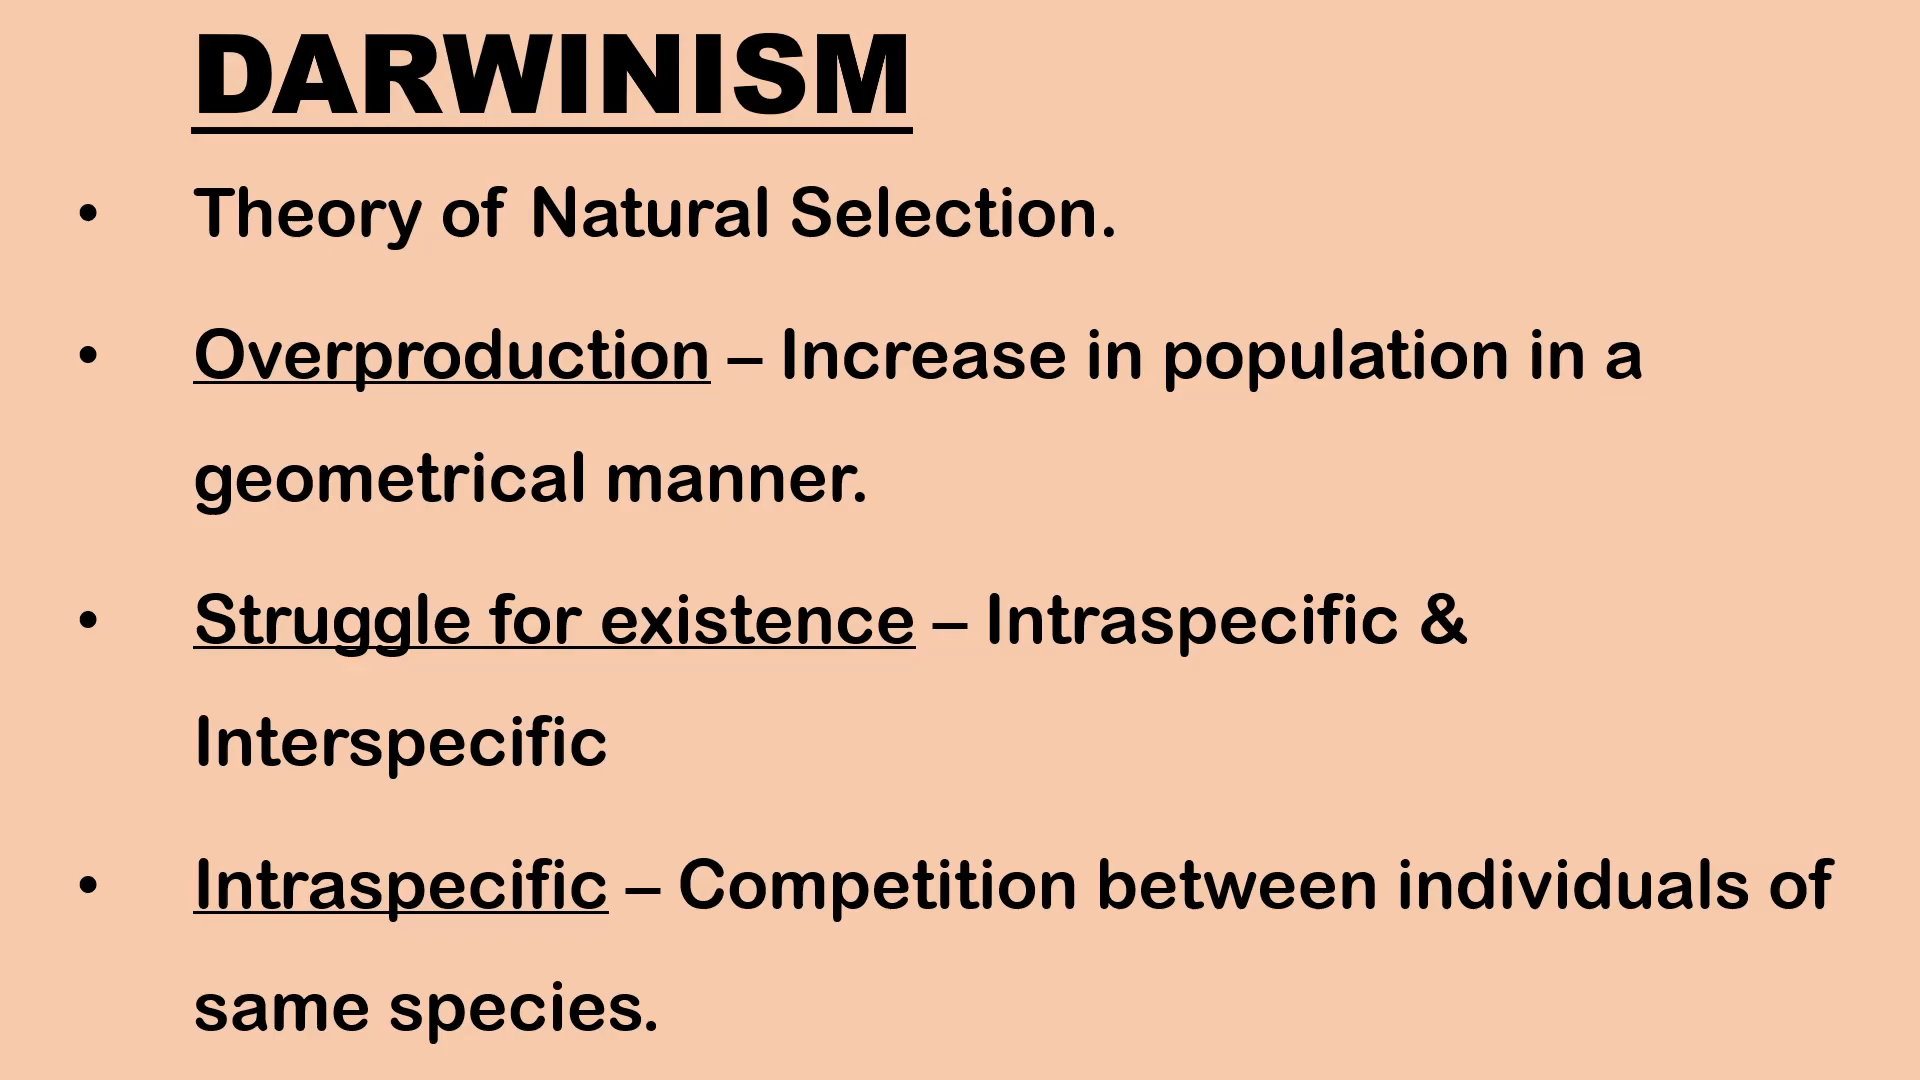 DARWINISM
• Theory of Natural Selection.
• Overproduction – Increase in population in a
geometrical manner.
• Struggle for existence – Intraspecific &
Interspecific
• Intraspecific – Competition between individuals of
same species.